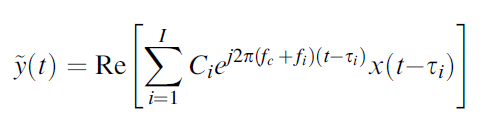 ỹ(t) = Re[∑_{i=1}^{I} C_i e^{j2π(f_c+f_i)(t−τ_i)} x(t−τ_i)]